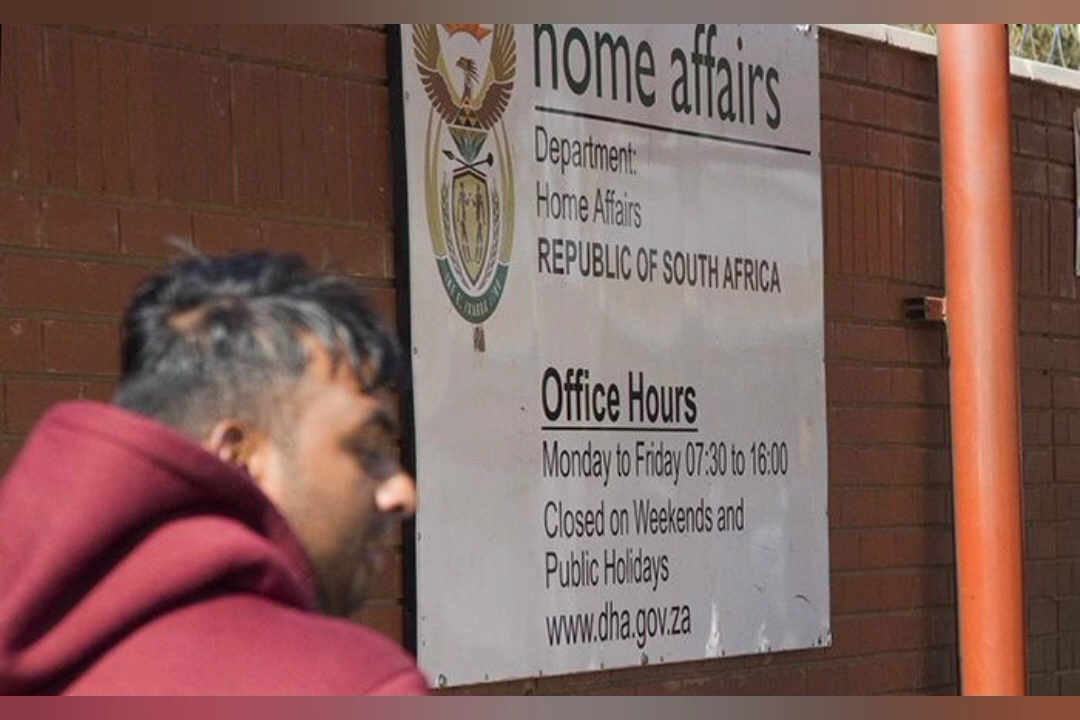 home affairs
Department:
Home Affairs
REPUBLIC OF SOUTH AFRICA
Office Hours
Monday to Friday 07:30 to 16:00
Closed on Weekends and
Public Holidays
www.dha.gov.za